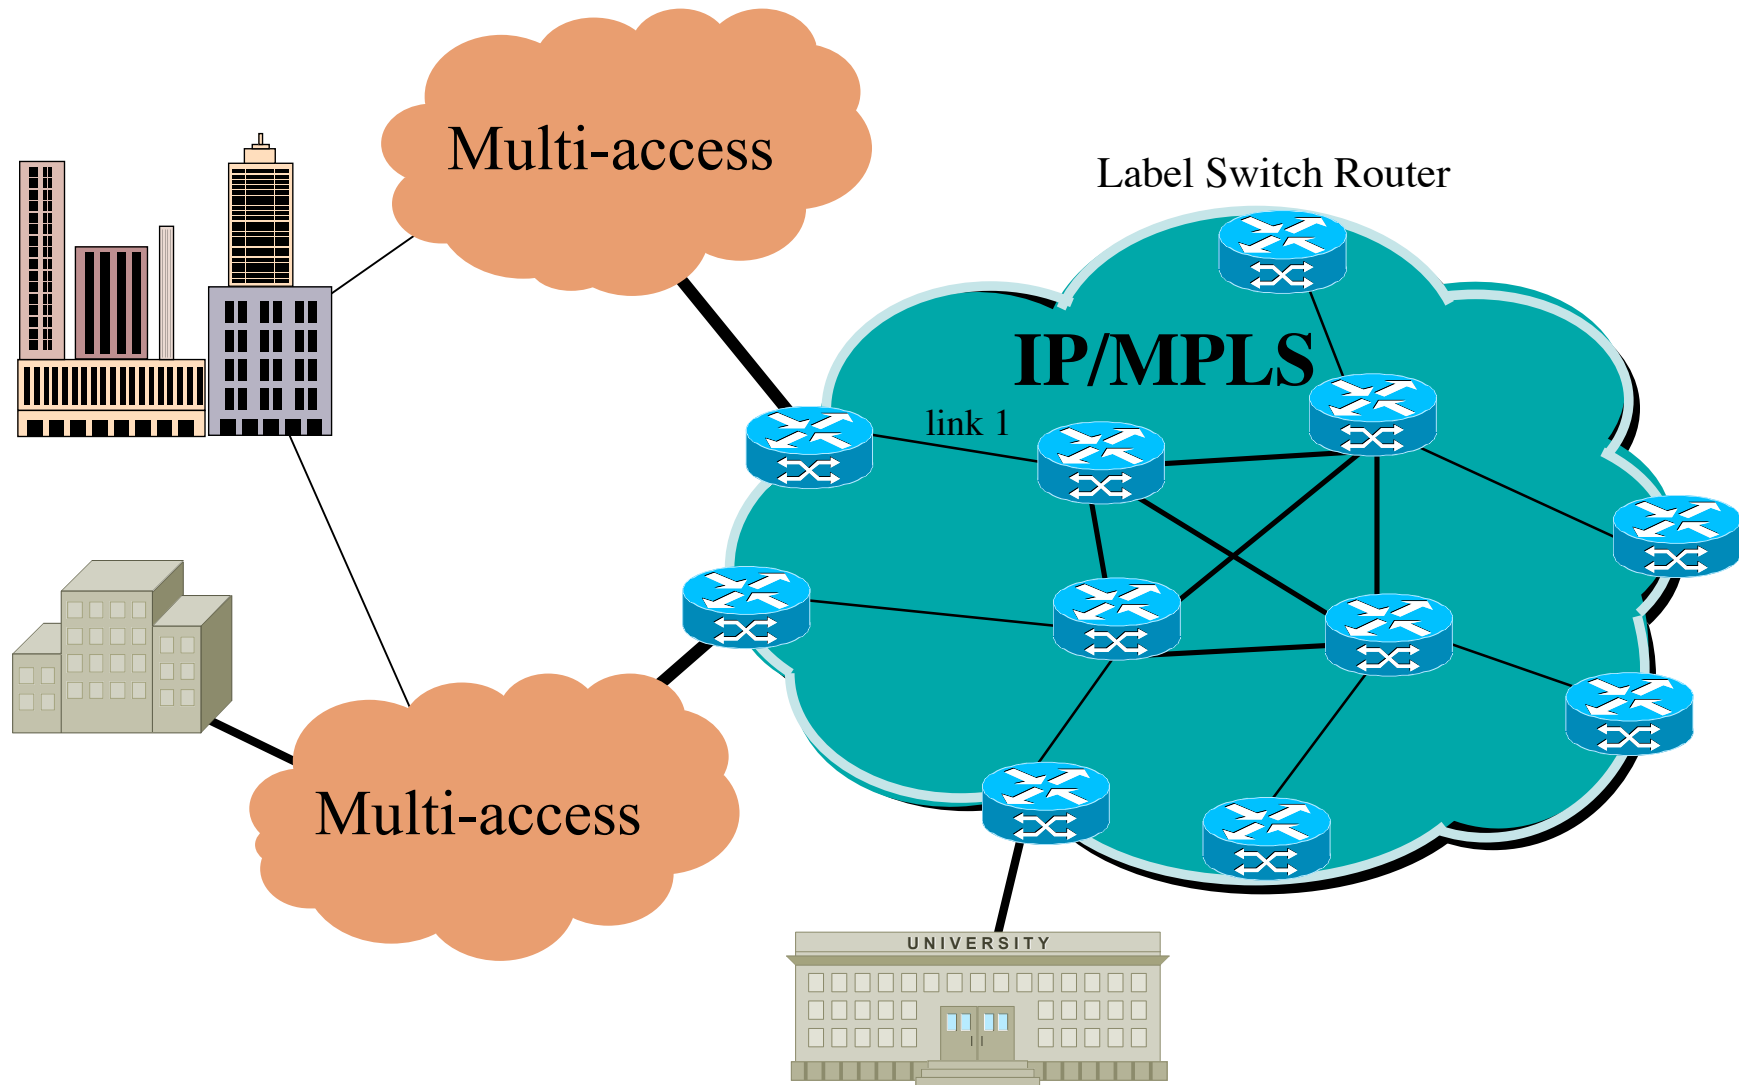 Multi-access
Label Switch Router
IP/MPLS
link 1
Multi-access
UNIVERSITY